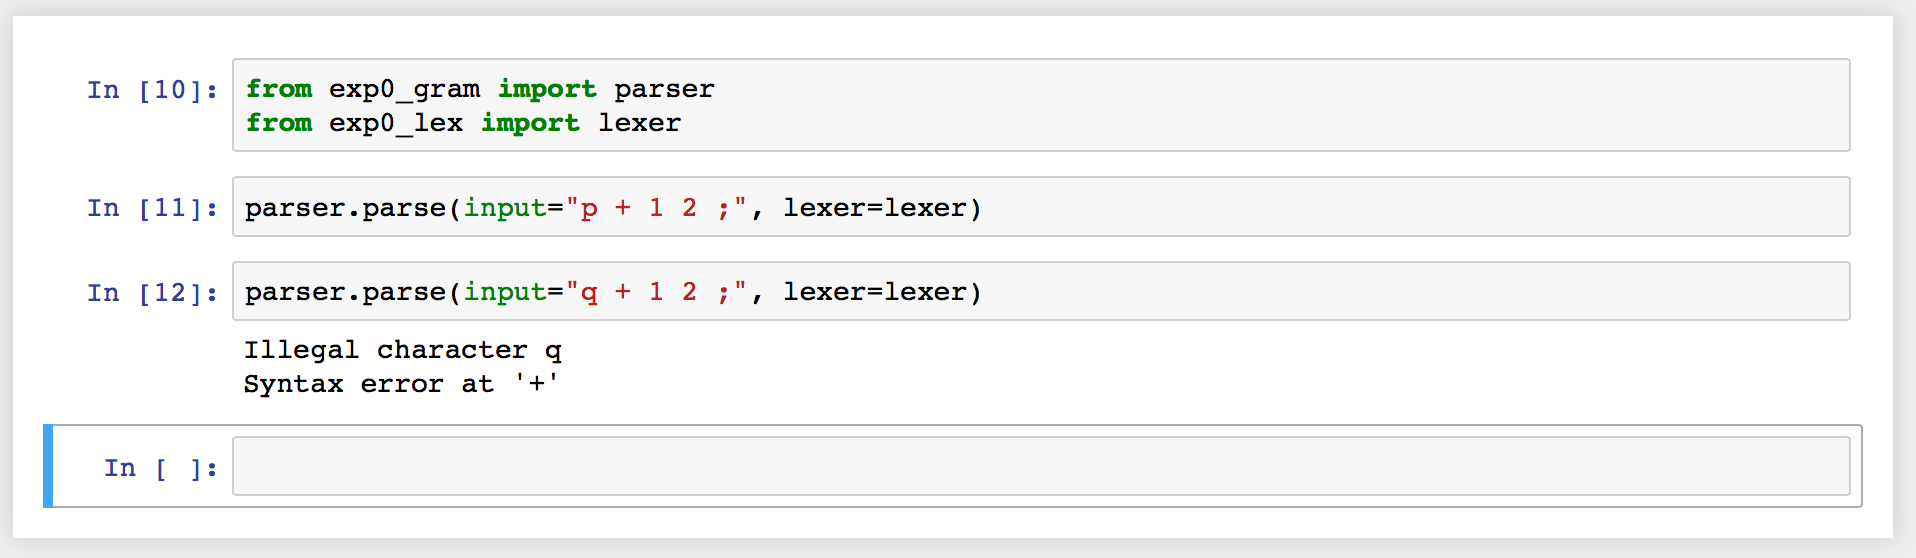 In [10]: from exp0_gram import parser
from exp0_lex import lexer
In [11]: parser.parse(input="p + 1 2 ;", lexer=lexer)
In [12]: parser.parse(input="q + 1 2 ;", lexer=lexer)
Illegal character q
Syntax error at '+'
In [ ]: